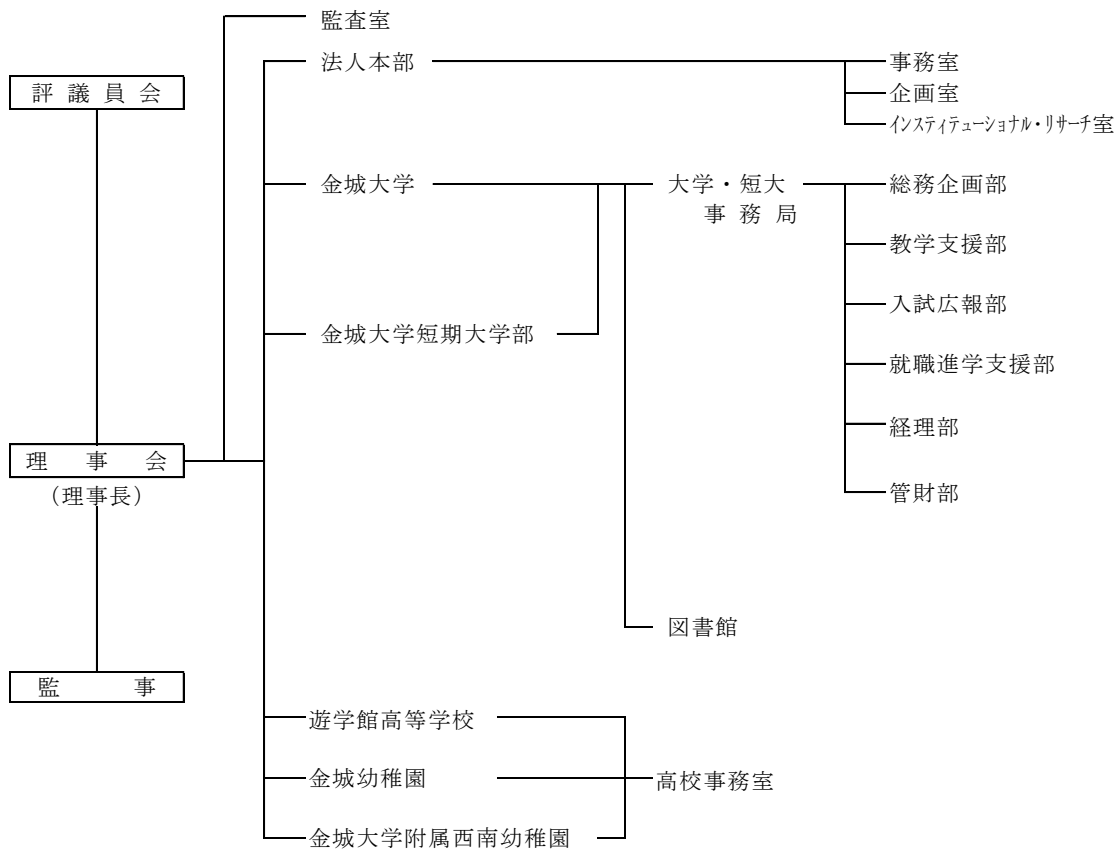 監査室
法人本部
事務室
評議員会
企画室
インスティテューショナル・リサーチ室
金城大学
大学・短大
事務局
総務企画部
教学支援部
入試広報部
金城大学短期大学部
就職進学支援部
経理部
理事会
（理事長）
管財部
図書館
監事
遊学館高等学校
金城幼稚園
高校事務室
金城大学附属西南幼稚園